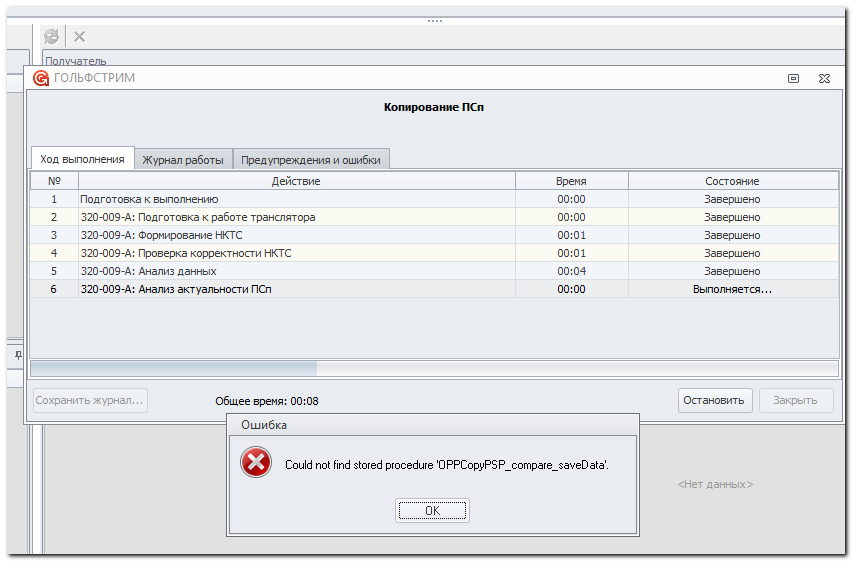 Получатель
ГОЛЬФСТРИМ
Копирование ПСп
Ход выполнения Журнал работы Предупреждения и ошибки
№ Действие Время Состояние
1 Подготовка к выполнению 00:00 Завершено
2 320-009-А: Подготовка к работе транслятора 00:00 Завершено
3 320-009-А: Формирование НКТС 00:01 Завершено
4 320-009-А: Проверка корректности НКТС 00:01 Завершено
5 320-009-А: Анализ данных 00:04 Завершено
6 320-009-А: Анализ актуальности ПСп 00:00 Выполняется...
Сохранить журнал... Общее время: 00:08 Остановить Закрыть
Ошибка
Could not find stored procedure 'OPPCopyPSP_compare_saveData'.
<Нет данных>
OK